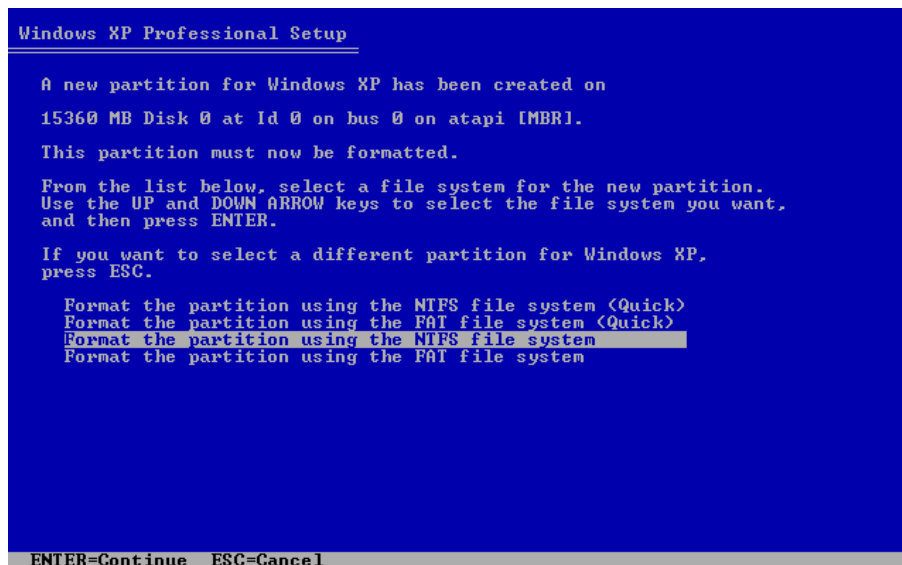 Windows XP Professional Setup
A new partition for Windows XP has been created on
15360 MB Disk 0 at Id 0 on bus 0 on atapi [MBR].
This partition must now be formatted.
From the list below, select a file system for the new partition.
Use the UP and DOWN ARROW keys to select the file system you want,
and then press ENTER.
If you want to select a different partition for Windows XP,
press ESC.
Format the partition using the NTFS file system (Quick)
Format the partition using the FAT file system (Quick)
Format the partition using the NTFS file system
Format the partition using the FAT file system
ENTER=Continue ESC=Cancel